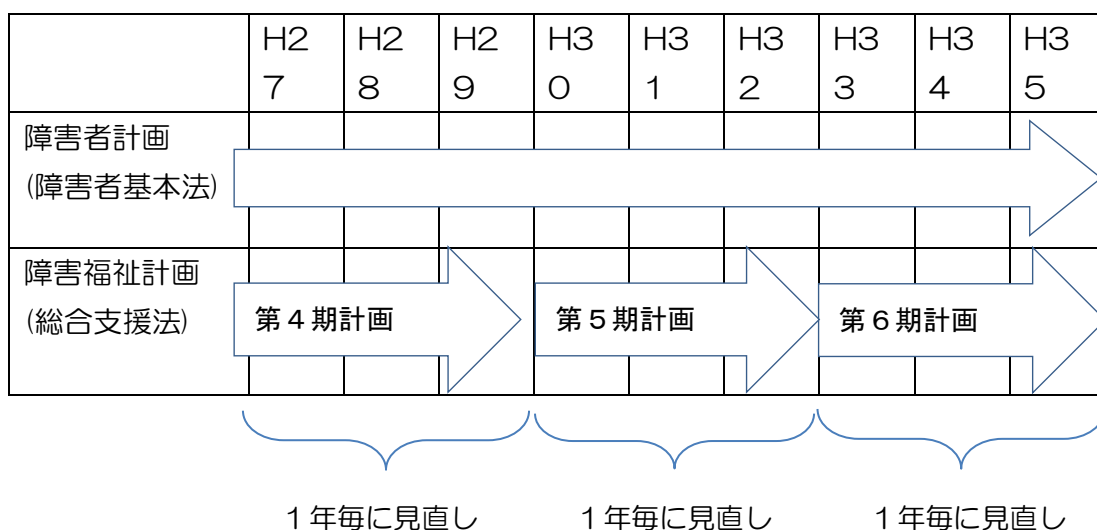 H2 H2 H2 H3 H3 H3 H3 H3 H3
7 8 9 0 1 2 3 4 5
障害者計画
(障害者基本法)
障害福祉計画
(総合支援法) 第4期計画 第5期計画 第6期計画
1年毎に見直し 1年毎に見直し 1年毎に見直し